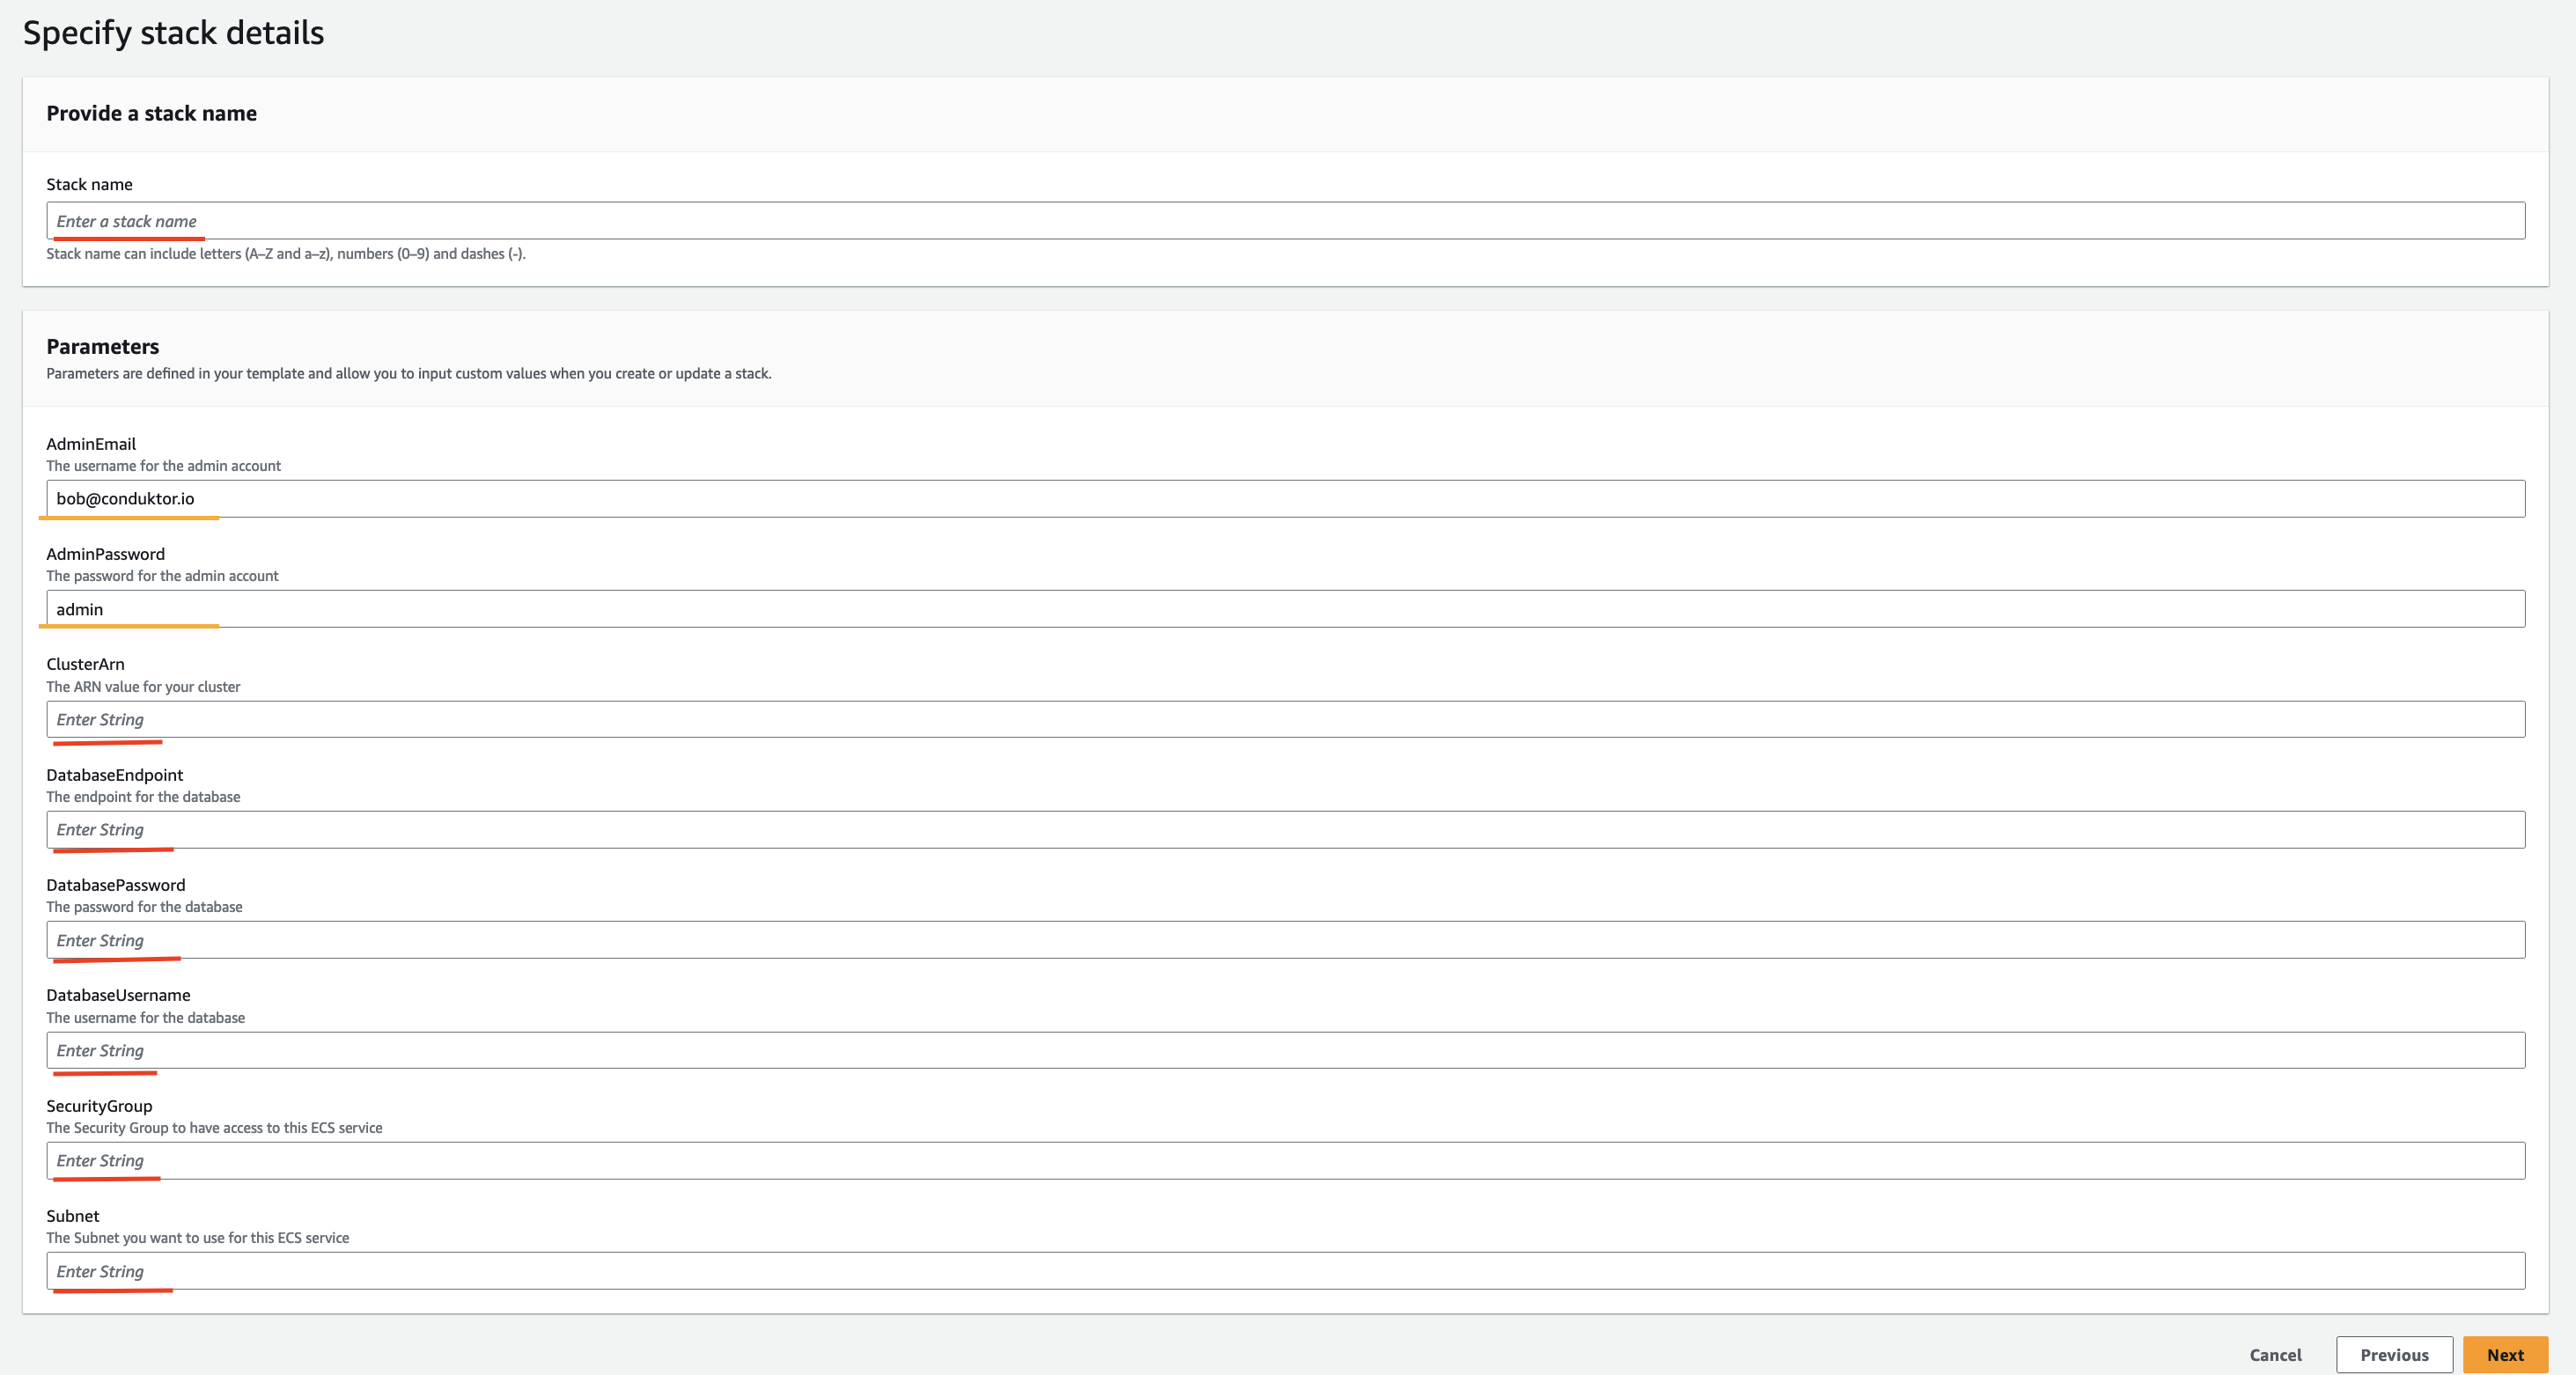 Specify stack details
Provide a stack name
Stack name
Enter a stack name
Stack name can include letters (A–Z and a–z), numbers (0–9) and dashes (-).
Parameters
Parameters are defined in your template and allow you to input custom values when you create or update a stack.
AdminEmail
The username for the admin account
bob@conduktor.io
AdminPassword
The password for the admin account
admin
ClusterArn
The ARN value for your cluster
Enter String
DatabaseEndpoint
The endpoint for the database
Enter String
DatabasePassword
The password for the database
Enter String
DatabaseUsername
The username for the database
Enter String
SecurityGroup
The Security Group to have access to this ECS service
Enter String
Subnet
The Subnet you want to use for this ECS service
Enter String
Cancel Previous Next